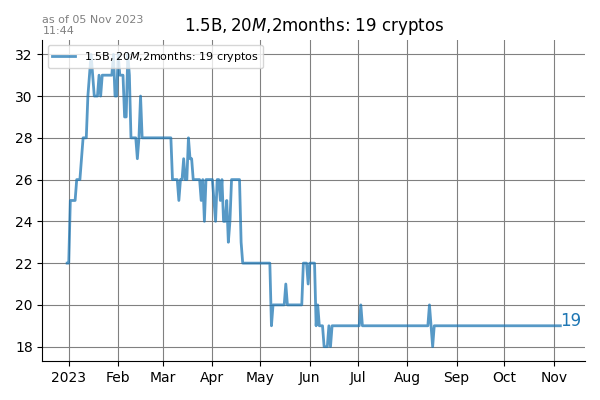 as of 05 Nov 2023
11:44
1.5B,20M,2months: 19 cryptos
1.5B,20M,2months: 19 cryptos
32
30
28
26
24
22
20
18
19
2023 Feb Mar Apr May Jun Jul Aug Sep Oct Nov